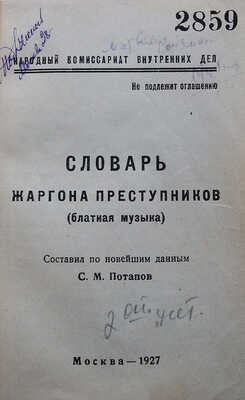 2859
НАРОДНЫЙ КОМИССАРИАТ ВНУТРЕННИХ ДЕЛ
Не подлежит оглашению
СЛОВАРЬ
ЖАРГОНА ПРЕСТУПНИКОВ
(блатная музыка)
Составил по новейшим данным
С. М. Потапов
Москва—1927